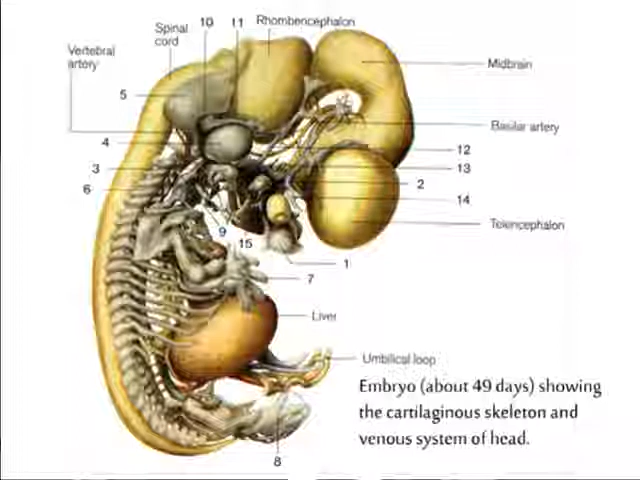 10 11 Rhombencephalon
Spinal
cord
Vertebral
artery
Midbrain
5
Basilar artery
4
12
3
13
6
2
14
Telencephalon
9
15
1
7
Liver
Umbilical loop
Embryo (about 49 days) showing
the cartilaginous skeleton and
venous system of head.
8